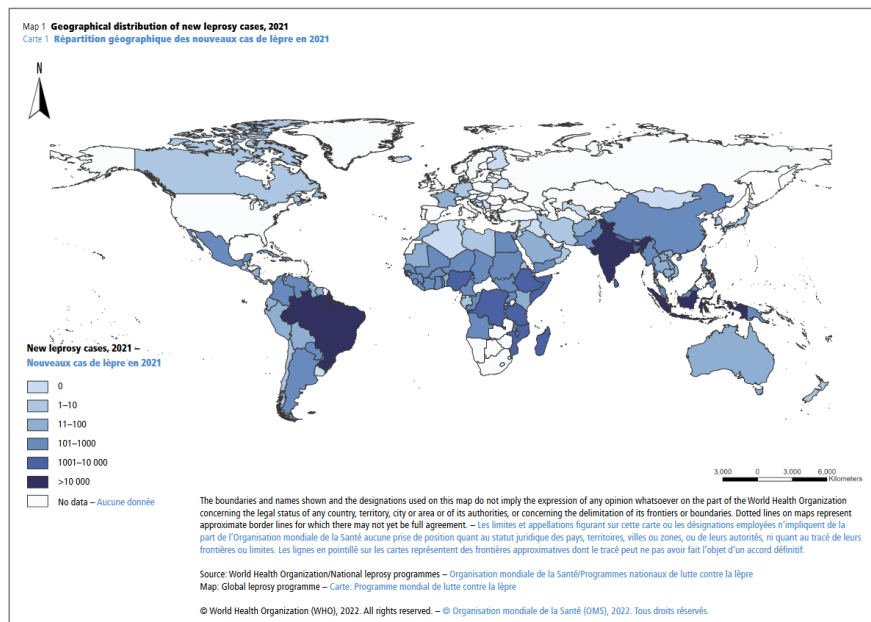 Map 1 Geographical distribution of new leprosy cases, 2021
Carte 1 Répartition géographique des nouveaux cas de lèpre en 2021
N
New leprosy cases, 2021 –
Nouveaux cas de lèpre en 2021
0
1–10
11–100
101–1000
1001–10 000
>10 000
No data – Aucune donnée
3,000 0 3,000 6,000
Kilometers
The boundaries and names shown and the designations used on this map do not imply the expression of any opinion whatsoever on the part of the World Health Organization
concerning the legal status of any country, territory, city or area or of its authorities, or concerning the delimitation of its frontiers or boundaries. Dotted lines on maps represent
approximate border lines for which there may not yet be full agreement. – Les limites et appellations figurant sur cette carte ou les désignations employées n’impliquent de la
part de l’Organisation mondiale de la Santé aucune prise de position quant au statut juridique des pays, territoires, villes ou zones, ou de leurs autorités, ni quant au tracé de leurs
frontières ou limites. Les lignes en pointillé sur les cartes représentent des frontières approximatives dont le tracé peut ne pas avoir fait l’objet d’un accord définitif.
Source: World Health Organization/National leprosy programmes – Organisation mondiale de la Santé/Programmes nationaux de lutte contre la lèpre
Map: Global leprosy programme – Carte: Programme mondial de lutte contre la lèpre
© World Health Organization (WHO), 2022. All rights reserved. – © Organisation mondiale de la Santé (OMS), 2022. Tous droits réservés.